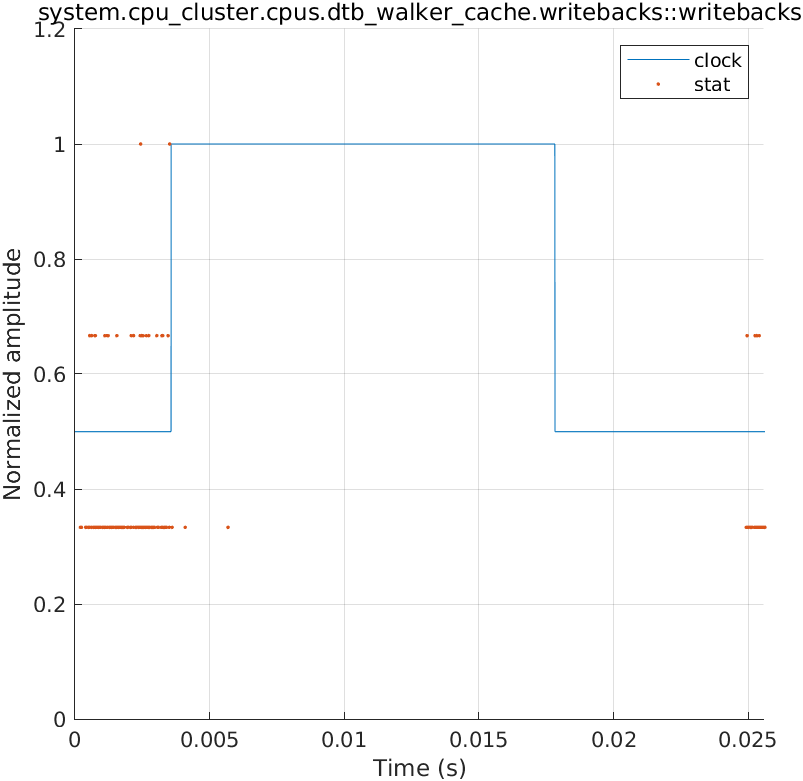 system.cpu_cluster.cpus.dtb_walker_cache.writebacks::writebacks
1.2
clock
stat
1
0.8
0.6
0.4
0.2
0
Normalized amplitude
0 0.005 0.01 0.015 0.02 0.025
Time (s)